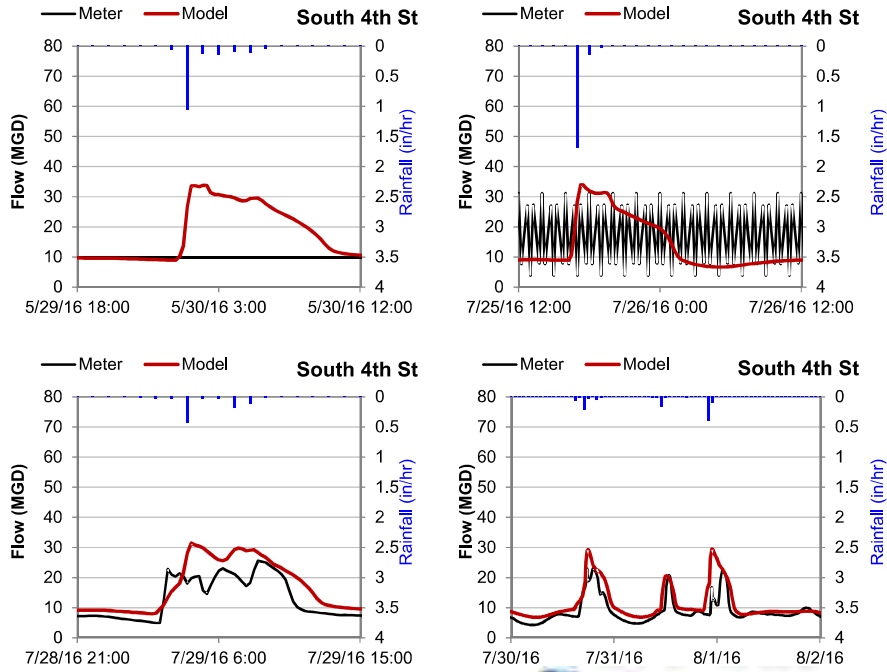 Meter Model South 4th St
80 0
70 0.5
60 1
50 1.5
40 2
30 2.5
20 3
10 3.5
0 4
Flow (MGD)
Rainfall (in/hr)
5/29/16 18:00 5/30/16 3:00 5/30/16 12:00
Meter Model South 4th St
80 0
70 0.5
60 1
50 1.5
40 2
30 2.5
20 3
10 3.5
0 4
Flow (MGD)
Rainfall (in/hr)
7/25/16 12:00 7/26/16 0:00 7/26/16 12:00
Meter Model South 4th St
80 0
70 0.5
60 1
50 1.5
40 2
30 2.5
20 3
10 3.5
0 4
Flow (MGD)
Rainfall (in/hr)
7/28/16 21:00 7/29/16 6:00 7/29/16 15:00
Meter Model South 4th St
80 0
70 0.5
60 1
50 1.5
40 2
30 2.5
20 3
10 3.5
0 4
Flow (MGD)
Rainfall (in/hr)
7/30/16 7/31/16 8/1/16 8/2/16